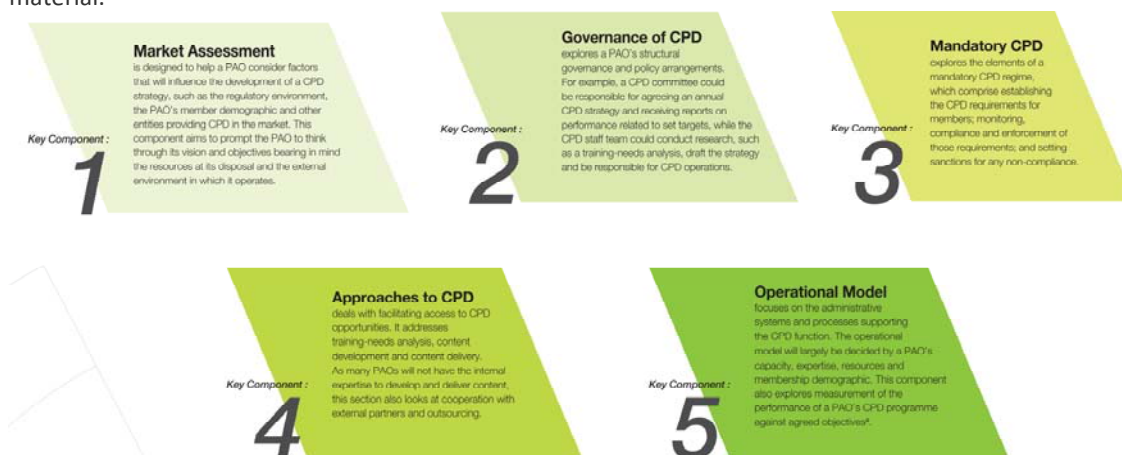 material.
Key Component :
1
Market Assessment
is designed to help a PAO consider factors
that will influence the development of a CPD
strategy, such as the regulatory environment,
the PAO's member demographic and other
entities providing CPD in the market. This
component aims to prompt the PAO to think
through its vision and objectives bearing in mind
the resources at its disposal and the external
environment in which it operates.
Key Component :
2
Governance of CPD
explores a PAO's structural
governance and policy arrangements.
For example, a CPD committee could
be responsible for agreeing an annual
CPD strategy and receiving reports on
performance related to set targets, while the
CPD staff team could conduct research, such
as a training-needs analysis, draft the strategy
and be responsible for CPD operations.
Key Component :
3
Mandatory CPD
explores the elements of a
mandatory CPD regime,
which comprise establishing
the CPD requirements for
members; monitoring,
compliance and enforcement of
those requirements; and setting
sanctions for any non-compliance.
Key Component :
4
Approaches to CPD
deals with facilitating access to CPD
opportunities. It addresses
training-needs analysis, content
development and content delivery.
As many PAOs will not have the internal
expertise to develop and deliver content,
this section also looks at cooperation with
external partners and outsourcing.
Key Component :
5
Operational Model
focuses on the administrative
systems and processes supporting
the CPD function. The operational
model will largely be decided by a PAO's
capacity, expertise, resources and
membership demographic. This component
also explores measurement of the
performance of a PAO's CPD programme
against agreed objectives